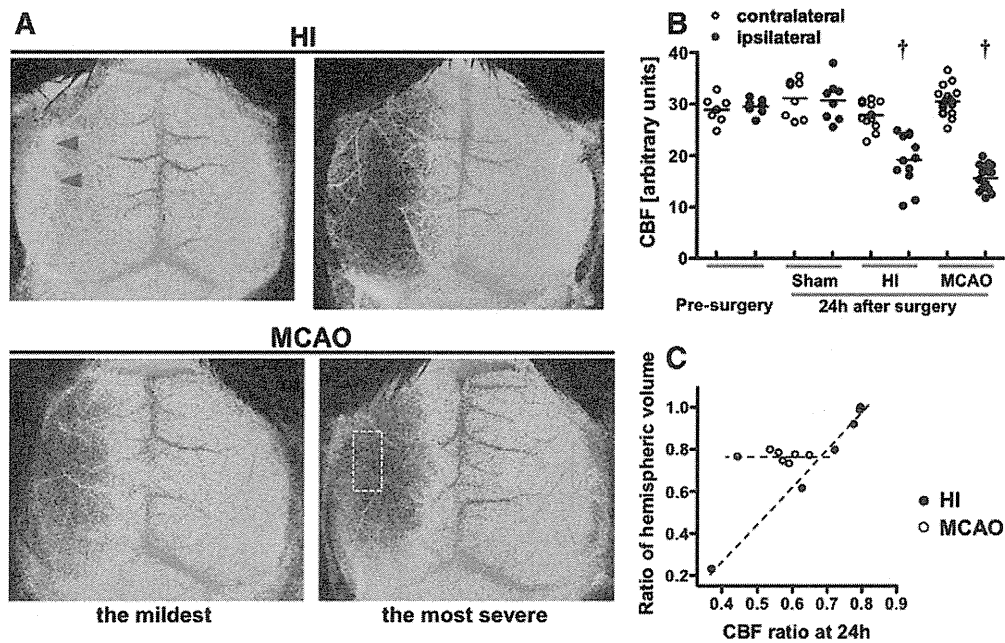 A
HI
MCAO
the mildest
the most severe
B
contralateral
ipsilateral
† †
CBF [arbitrary units]
40
30
20
10
0
Sham HI MCAO
Pre-surgery 24h after surgery
C
Ratio of hemispheric volume
1.0
0.8
0.6
0.4
0.2
0.4 0.5 0.6 0.7 0.8 0.9
CBF ratio at 24h
HI
MCAO